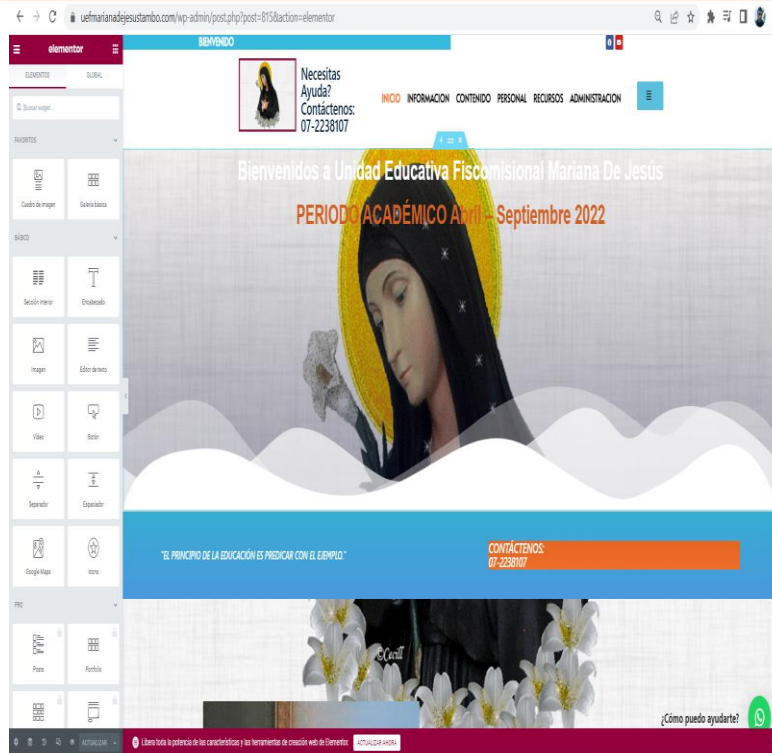 uefmarianadejesustambo.com/wp-admin/post.php?post=815&action=elementor
elementor
ELEMENTOS GLOBAL
Buscar widget...
FAVORITOS
Cuadro de imagen Galería básica
BÁSICO
Sección interior Encabezado
Imagen Editor de texto
Vídeo Botón
Separador Espaciador
Google Maps Icono
PRO
Posts Portfolio
ACTUALIZAR
BIENVENIDO
Necesitas
Ayuda?
Contáctenos:
07-2238107
INICIO INFORMACION CONTENIDO PERSONAL RECURSOS ADMINISTRACION
Bienvenidos a Unidad Educativa Fiscomisional Mariana De Jesús
PERIODO ACADÉMICO Abril – Septiembre 2022
"EL PRINCIPIO DE LA EDUCACIÓN ES PREDICAR CON EL EJEMPLO."
CONTÁCTENOS:
07-2238107
©Cecill
¿Cómo puedo ayudarte?
Libera toda la potencia de las características y las herramientas de creación web de Elementor. ACTUALIZAR AHORA